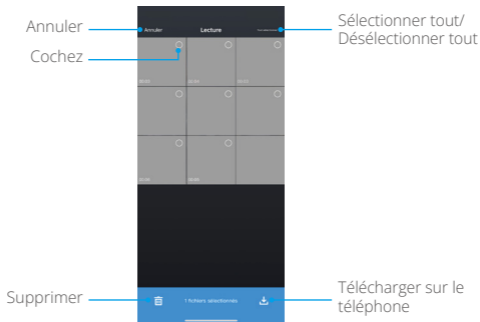 Annuler
Cochez
Sélectionner tout/
Désélectionner tout
Annuler
Lecture
1 fichiers sélectionnés
Supprimer
Télécharger sur le
téléphone